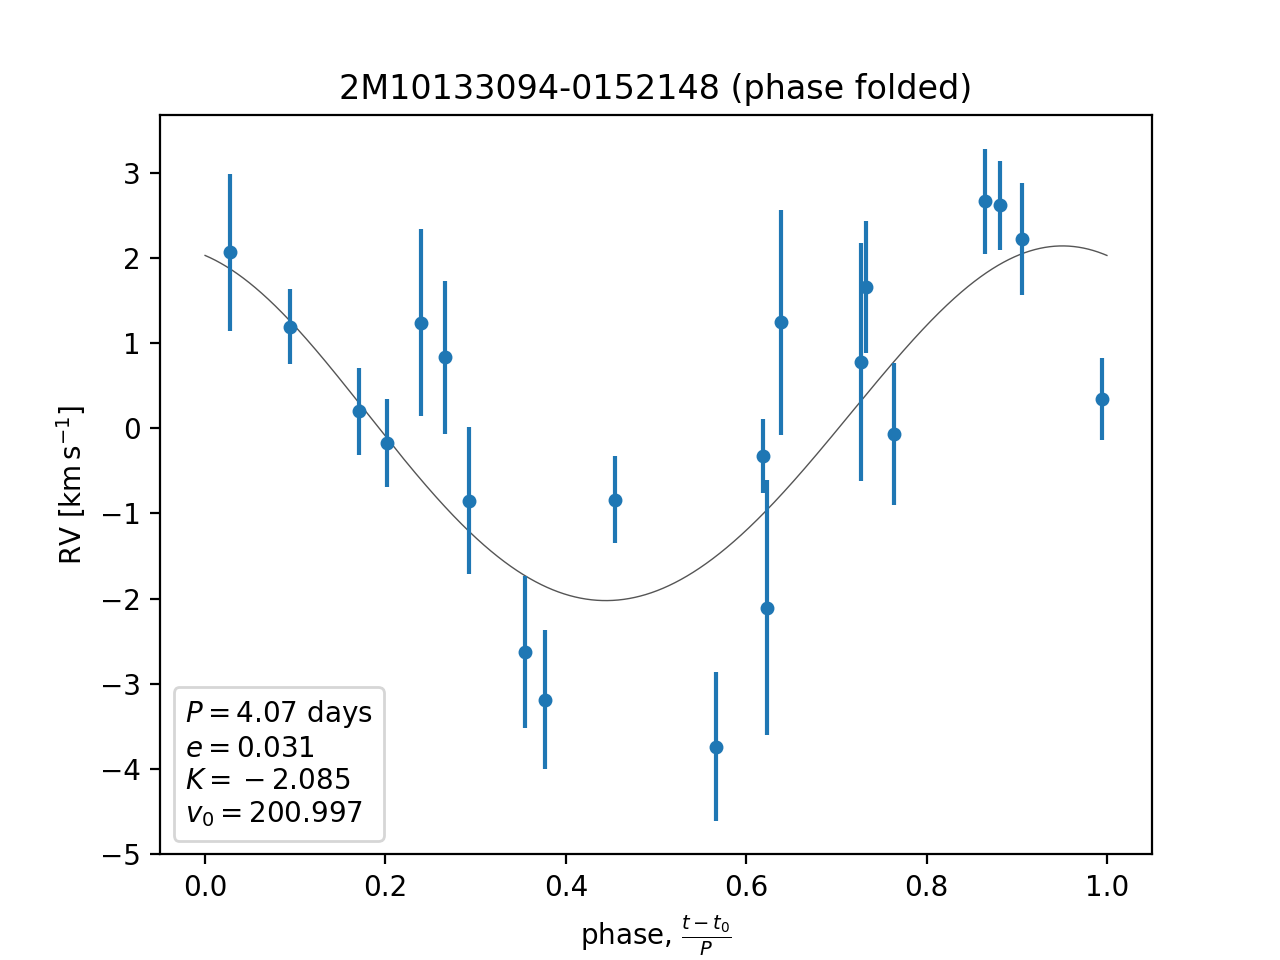 2M10133094-0152148 (phase folded)
RV [km s⁻¹]
3
2
1
0
−1
−2
−3
−4
−5
P = 4.07 days
e = 0.031
K = −2.085
v₀ = 200.997
0.0 0.2 0.4 0.6 0.8 1.0
phase, (t − t₀)/P